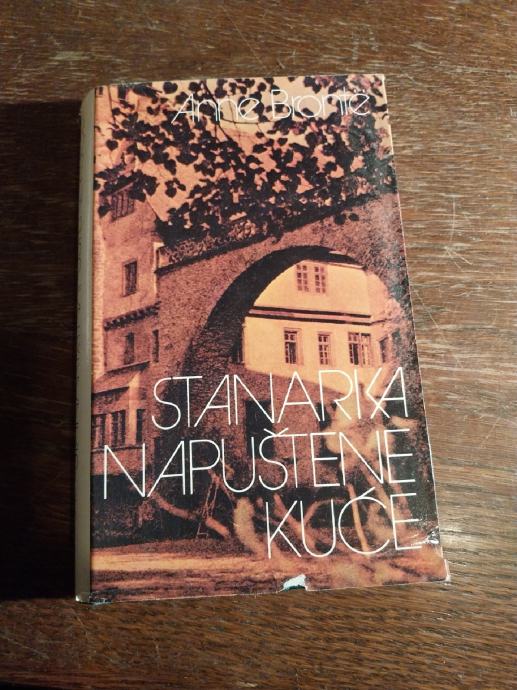 Anne Brontë
STANARKA
NAPUŠTENE
KUĆE